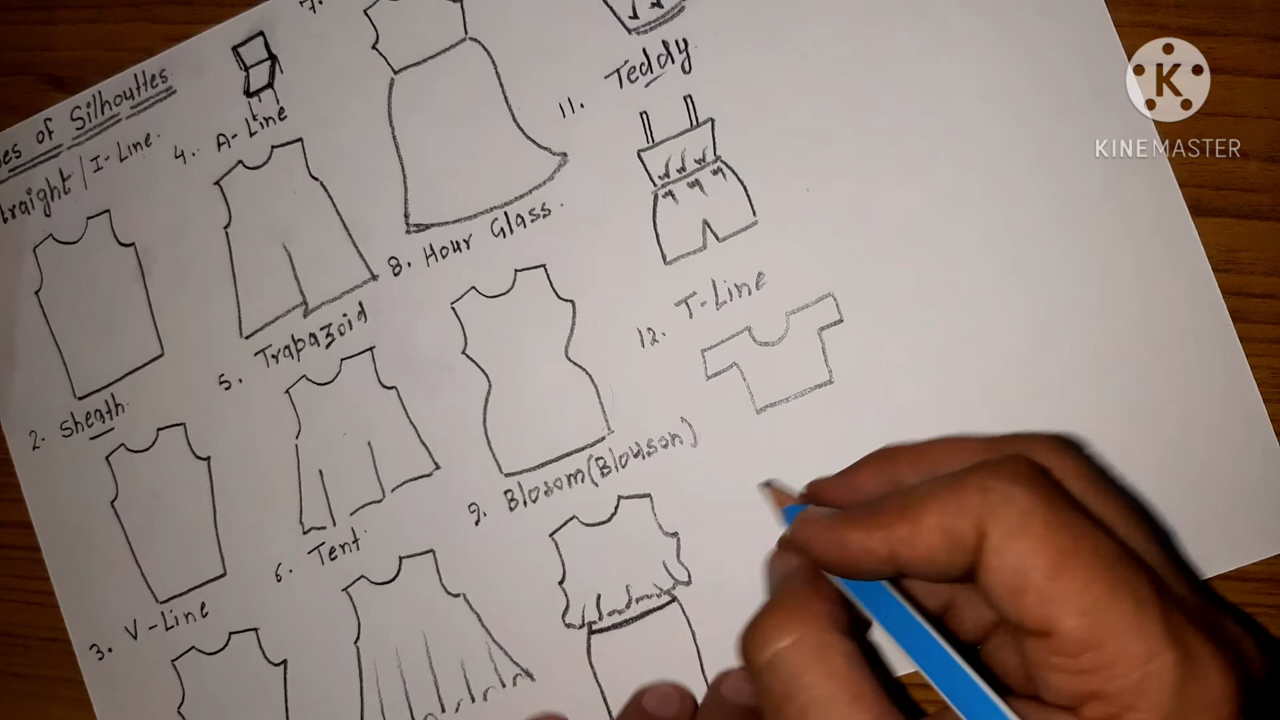 es of Silhouttes
traight / I-Line.
2. Sheath
3. V-Line
4. A-Line
5. Trapazoid
6. Tent
7.
8. Hour Glass.
9. Blosom (Blouson)
Teddy
11.
T-Line
12.
K
KINEMASTER